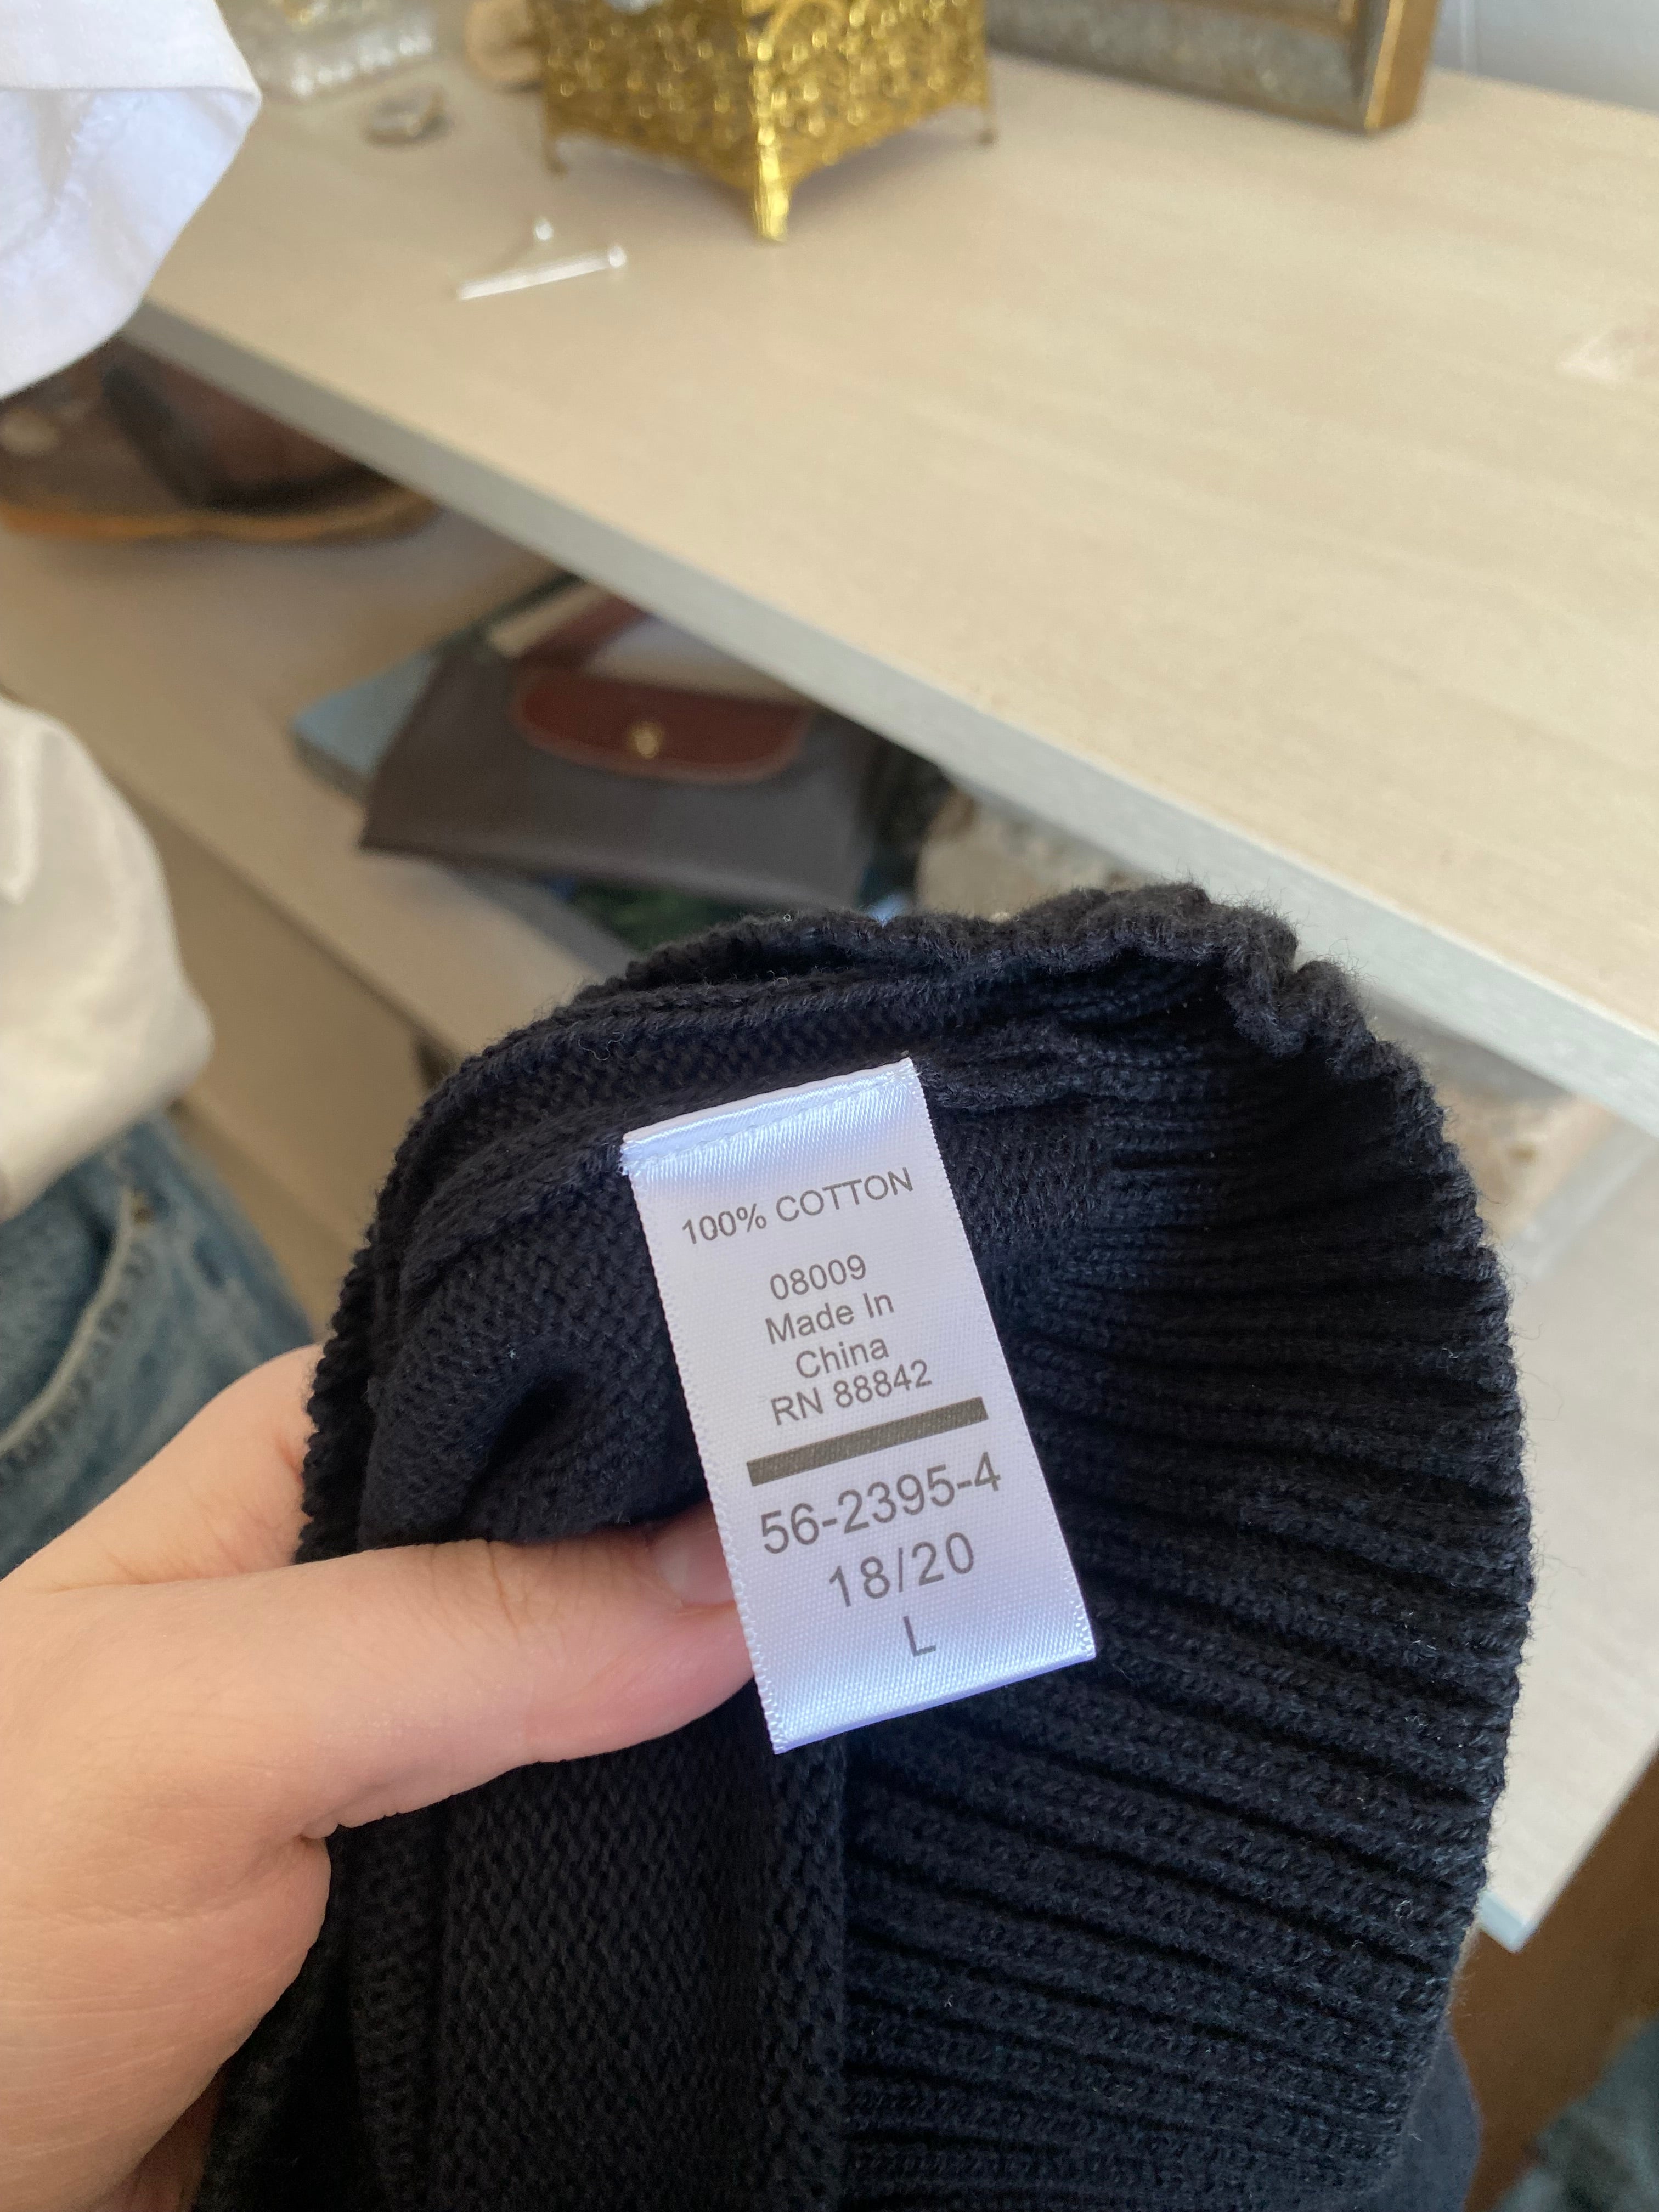 100% COTTON
08009
Made In
China
RN 88842
56-2395-4
18/20
L